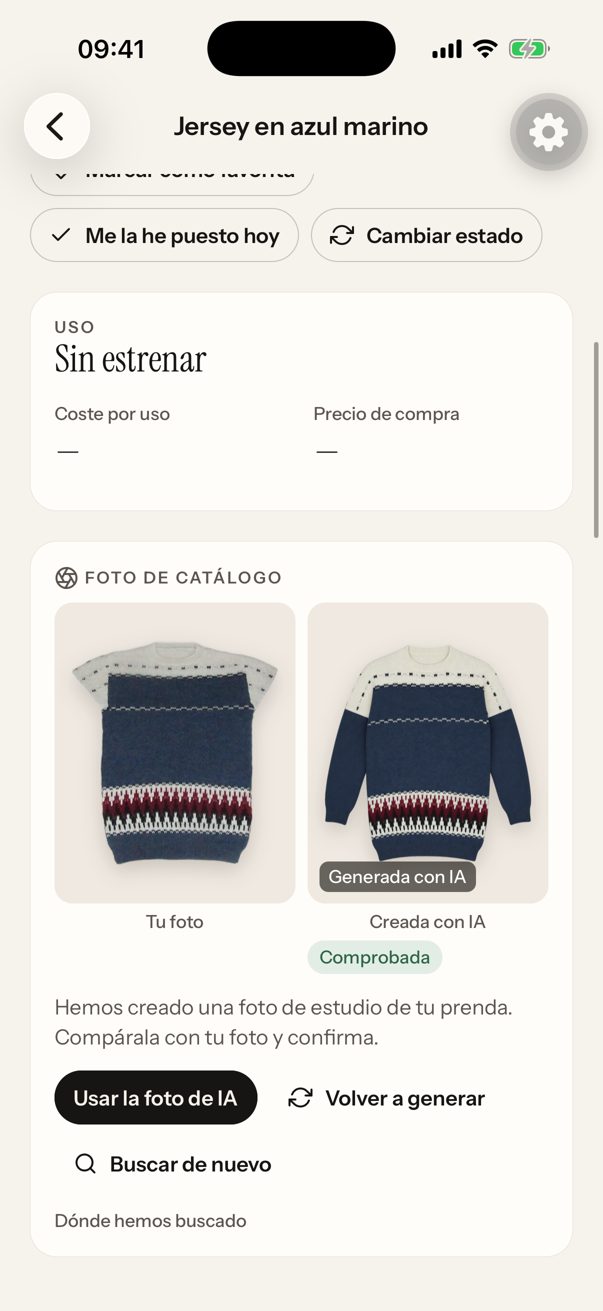 09:41
Jersey en azul marino
Marcar como favorita
Me la he puesto hoy
Cambiar estado
USO
Sin estrenar
Coste por uso
Precio de compra
—
—
FOTO DE CATÁLOGO
Generada con IA
Tu foto
Creada con IA
Comprobada
Hemos creado una foto de estudio de tu prenda.
Compárala con tu foto y confirma.
Usar la foto de IA
Volver a generar
Buscar de nuevo
Dónde hemos buscado